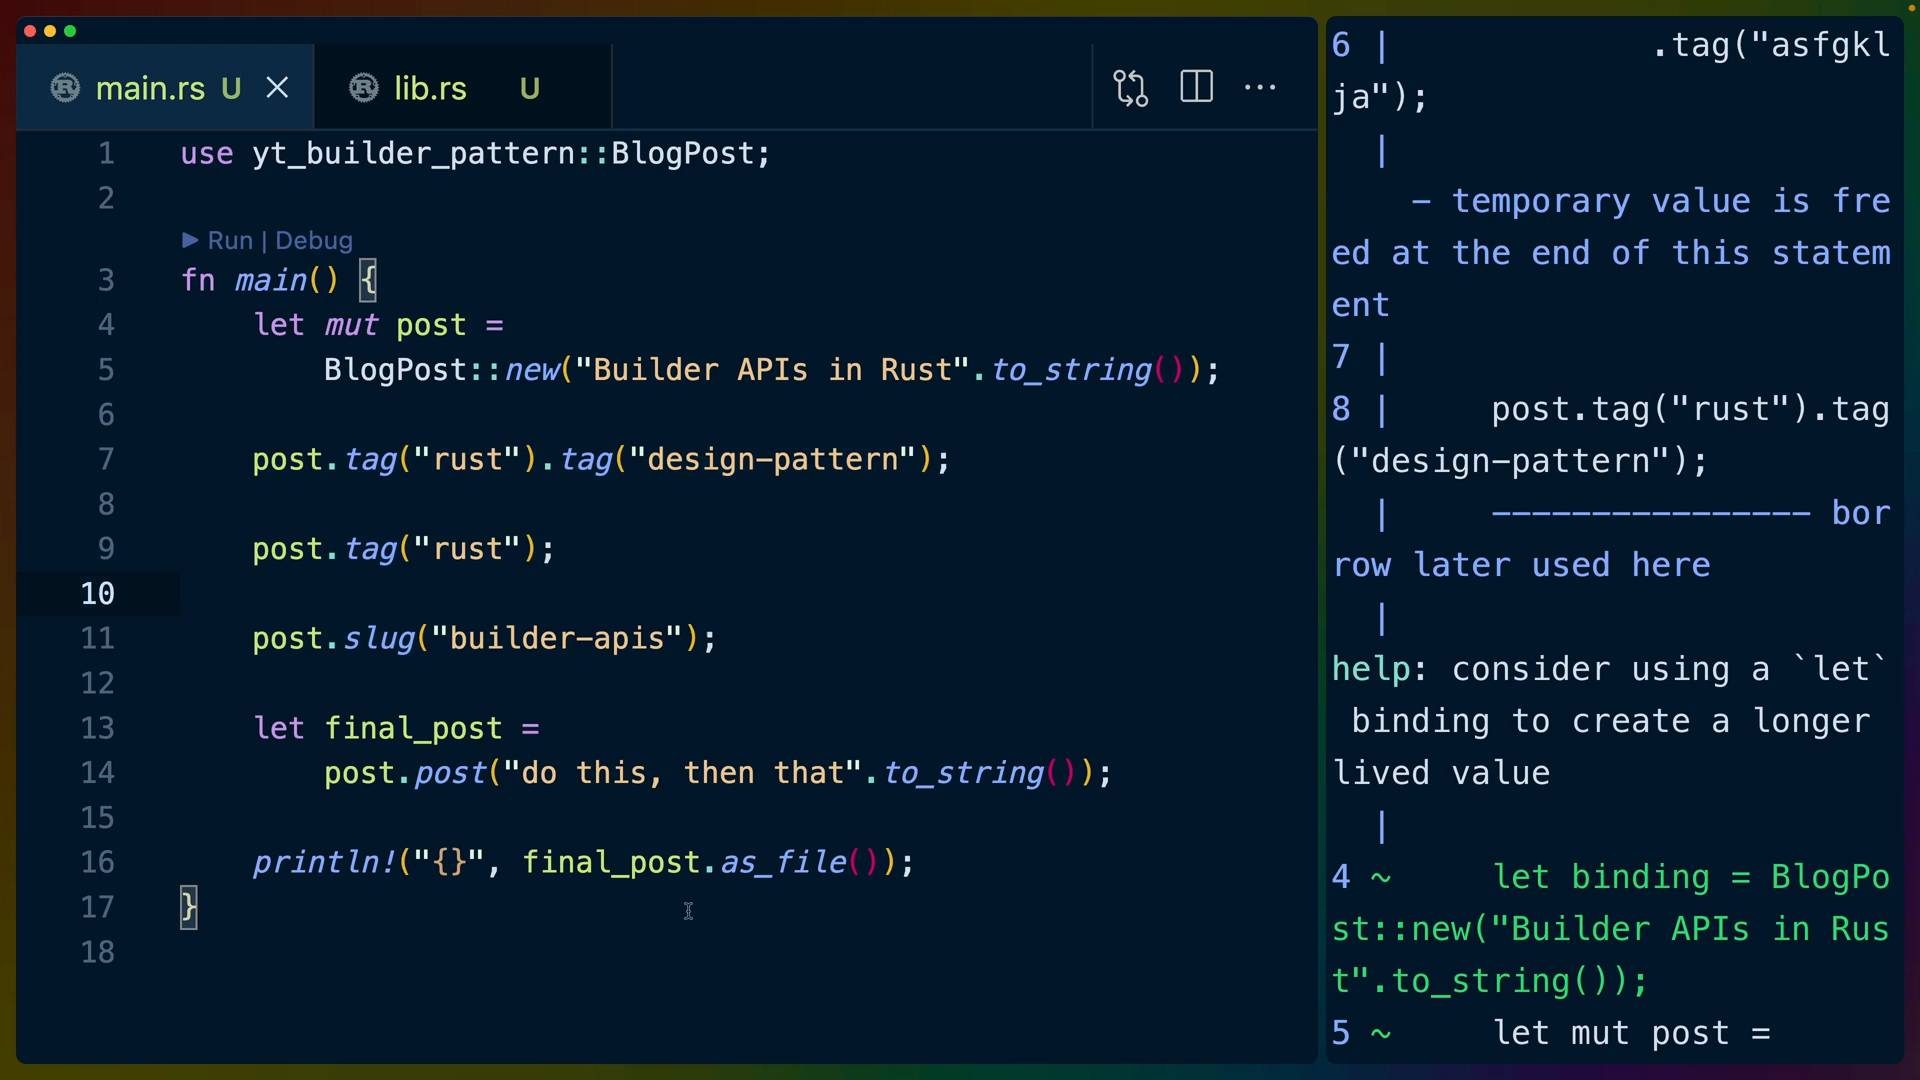 main.rs U
lib.rs U
1 use yt_builder_pattern::BlogPost;
2
Run | Debug
3 fn main() {
4 let mut post =
5 BlogPost::new("Builder APIs in Rust".to_string());
6
7 post.tag("rust").tag("design-pattern");
8
9 post.tag("rust");
10
11 post.slug("builder-apis");
12
13 let final_post =
14 post.post("do this, then that".to_string());
15
16 println!("{}", final_post.as_file());
17 }
18
6 | .tag("asfgkl
ja");
|
- temporary value is fre
ed at the end of this statem
ent
7 |
8 | post.tag("rust").tag
("design-pattern");
| ---------------- bor
row later used here
|
help: consider using a `let`
binding to create a longer
lived value
|
4 ~ let binding = BlogPo
st::new("Builder APIs in Rus
t".to_string());
5 ~ let mut post =